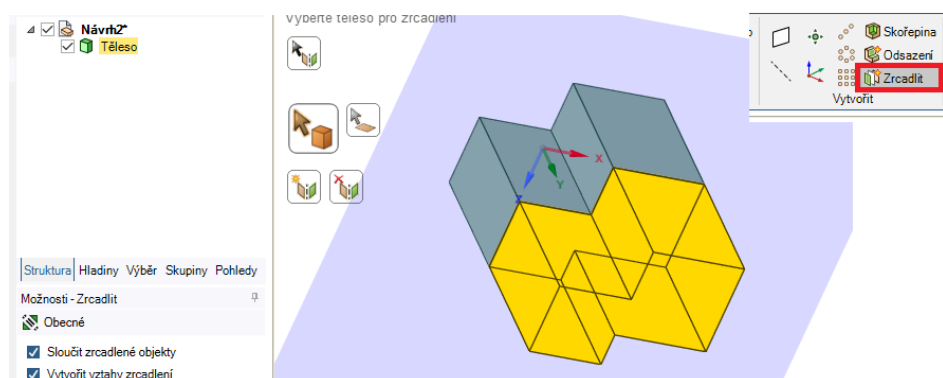 Návrh2*
Těleso
Vyberte těleso pro zrcadlení
X
Y
Z
Skořepina
Odsazení
Zrcadlit
Vytvořit
Struktura Hladiny Výběr Skupiny Pohledy
Možnosti - Zrcadlit
Obecné
Sloučit zrcadlené objekty
Vytvořit vztahy zrcadlení